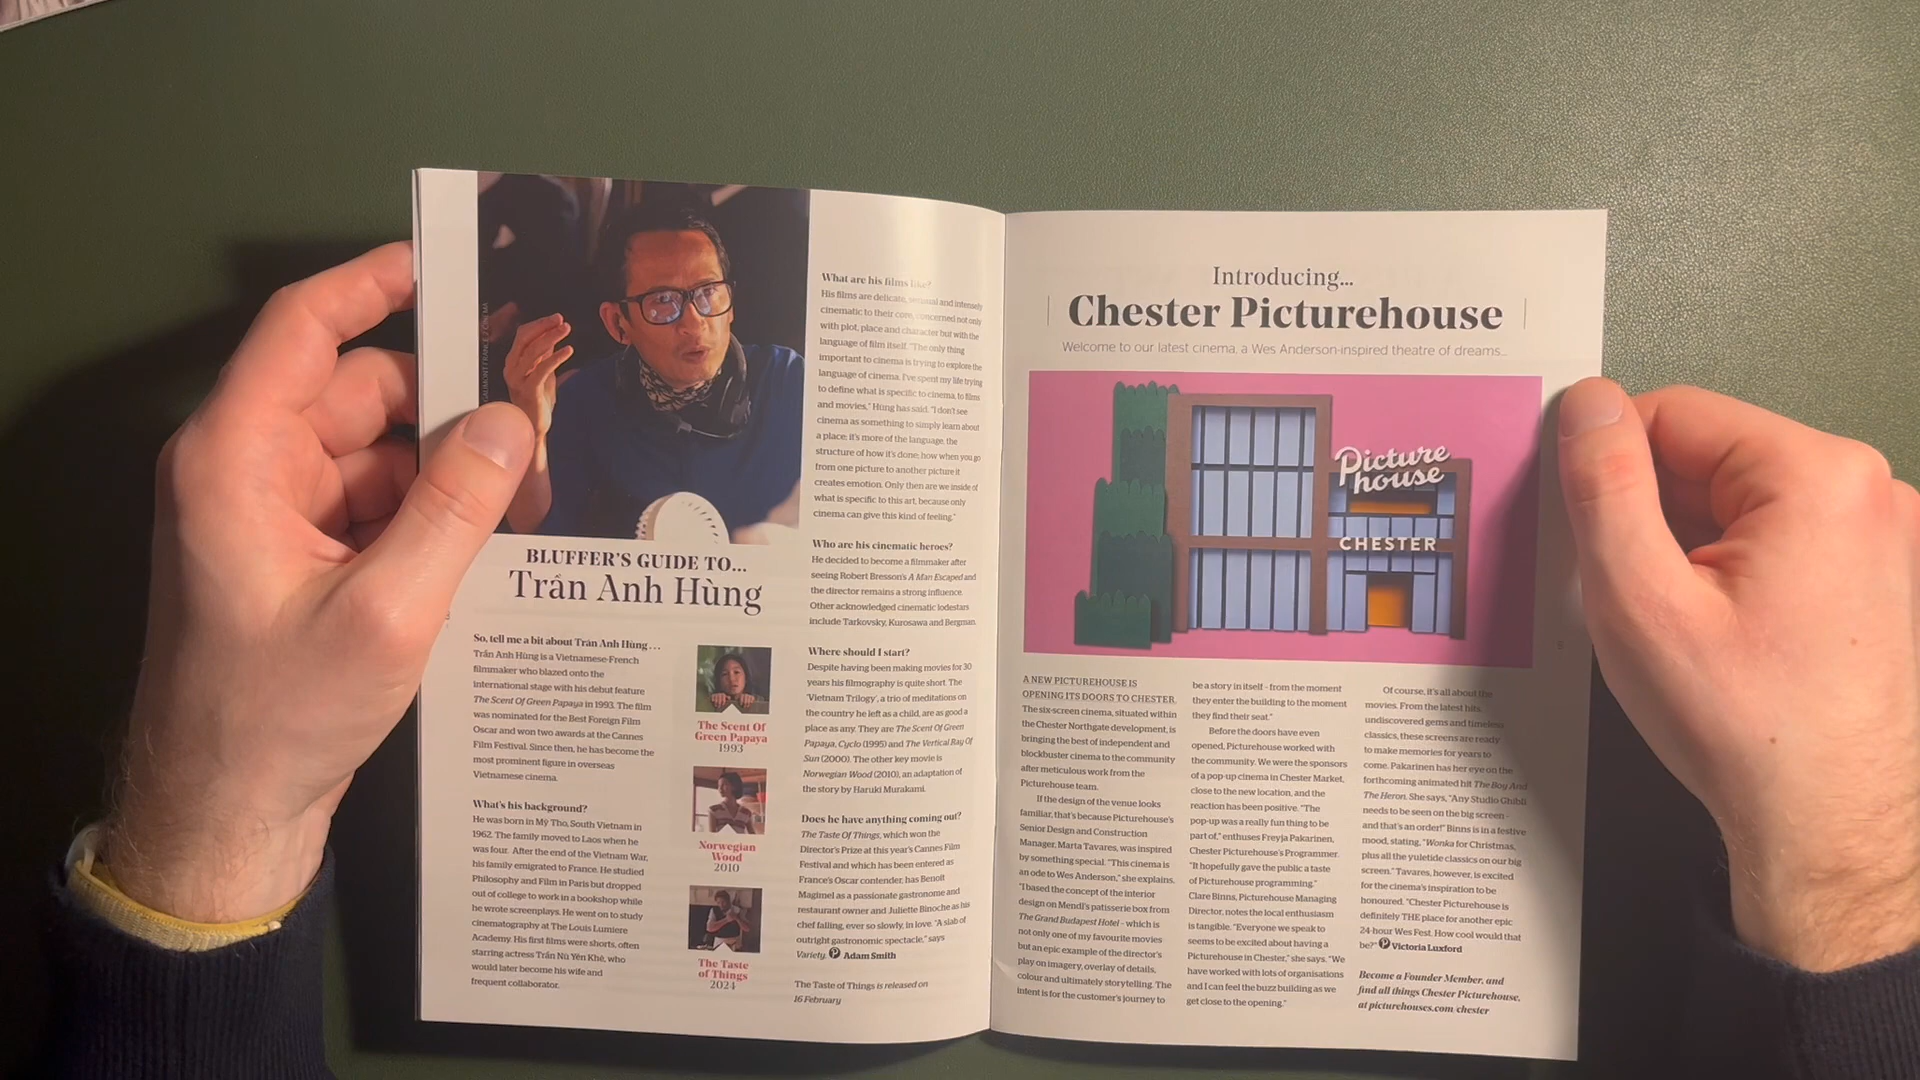 GAUMONT FRANCE / CINEMA
BLUFFER'S GUIDE TO...
Trần Anh Hùng
So, tell me a bit about Trần Anh Hùng . . .
Trần Anh Hùng is a Vietnamese-French
filmmaker who blazed onto the
international stage with his debut feature
The Scent Of Green Papaya in 1993. The film
was nominated for the Best Foreign Film
Oscar and won two awards at the Cannes
Film Festival. Since then, he has become the
most prominent figure in overseas
Vietnamese cinema.
What's his background?
He was born in Mỹ Tho, South Vietnam in
1962. The family moved to Laos when he
was four. After the end of the Vietnam War,
his family emigrated to France. He studied
Philosophy and Film in Paris but dropped
out of college to work in a bookshop while
he wrote screenplays. He went on to study
cinematography at The Louis Lumiere
Academy. His first films were shorts, often
starring actress Trần Nữ Yên Khê, who
would later become his wife and
frequent collaborator.
The Scent Of
Green Papaya
1993
Norwegian
Wood
2010
The Taste
of Things
2024
What are his films like?
His films are delicate, sensual and intensely
cinematic to their core, concerned not only
with plot, place and character but with the
language of film itself. "The only thing
important to cinema is trying to explore the
language of cinema. I've spent my life trying
to define what is specific to cinema, to films
and movies," Hùng has said. "I don't see
cinema as something to simply learn about
a place; it's more of the language, the
structure of how it's done; how when you go
from one picture to another picture it
creates emotion. Only then are we inside of
what is specific to this art, because only
cinema can give this kind of feeling."
Who are his cinematic heroes?
He decided to become a filmmaker after
seeing Robert Bresson's A Man Escaped and
the director remains a strong influence.
Other acknowledged cinematic lodestars
include Tarkovsky, Kurosawa and Bergman.
Where should I start?
Despite having been making movies for 30
years his filmography is quite short. The
'Vietnam Trilogy', a trio of meditations on
the country he left as a child, are as good a
place as any. They are The Scent Of Green
Papaya, Cyclo (1995) and The Vertical Ray Of
Sun (2000). The other key movie is
Norwegian Wood (2010), an adaptation of
the story by Haruki Murakami.
Does he have anything coming out?
The Taste Of Things, which won the
Director's Prize at this year's Cannes Film
Festival and which has been entered as
France's Oscar contender, has Benoît
Magimel as a passionate gastronome and
restaurant owner and Juliette Binoche as his
chef falling, ever so slowly, in love. "A slab of
outright gastronomic spectacle," says
Variety. P Adam Smith
The Taste of Things is released on
16 February
Introducing...
Chester Picturehouse
Welcome to our latest cinema, a Wes Anderson-inspired theatre of dreams...
Picture
house
CHESTER
A NEW PICTUREHOUSE IS
OPENING ITS DOORS TO CHESTER.
The six-screen cinema, situated within
the Chester Northgate development, is
bringing the best of independent and
blockbuster cinema to the community
after meticulous work from the
Picturehouse team.
If the design of the venue looks
familiar, that's because Picturehouse's
Senior Design and Construction
Manager, Marta Tavares, was inspired
by something special. "This cinema is
an ode to Wes Anderson," she explains.
"I based the concept of the interior
design on Mendl's patisserie box from
The Grand Budapest Hotel – which is
not only one of my favourite movies
but an epic example of the director's
play on imagery, overlay of details,
colour and ultimately storytelling. The
intent is for the customer's journey to
be a story in itself – from the moment
they enter the building to the moment
they find their seat."
Before the doors have even
opened, Picturehouse worked with
the community. We were the sponsors
of a pop-up cinema in Chester Market,
close to the new location, and the
reaction has been positive. "The
pop-up was a really fun thing to be
part of," enthuses Freyja Pakarinen,
Chester Picturehouse's Programmer.
"It hopefully gave the public a taste
of Picturehouse programming."
Clare Binns, Picturehouse Managing
Director, notes the local enthusiasm
is tangible. "Everyone we speak to
seems to be excited about having a
Picturehouse in Chester," she says. "We
have worked with lots of organisations
and I can feel the buzz building as we
get close to the opening."
Of course, it's all about the
movies. From the latest hits,
undiscovered gems and timeless
classics, these screens are ready
to make memories for years to
come. Pakarinen has her eye on the
forthcoming animated hit The Boy And
The Heron. She says, "Any Studio Ghibli
needs to be seen on the big screen –
and that's an order!" Binns is in a festive
mood, stating, "Wonka for Christmas,
plus all the yuletide classics on our big
screen." Tavares, however, is excited
for the cinema's inspiration to be
honoured. "Chester Picturehouse is
definitely THE place for another epic
24-hour Wes Fest. How cool would that
be?" P Victoria Luxford
Become a Founder Member, and
find all things Chester Picturehouse,
at picturehouses.com/chester